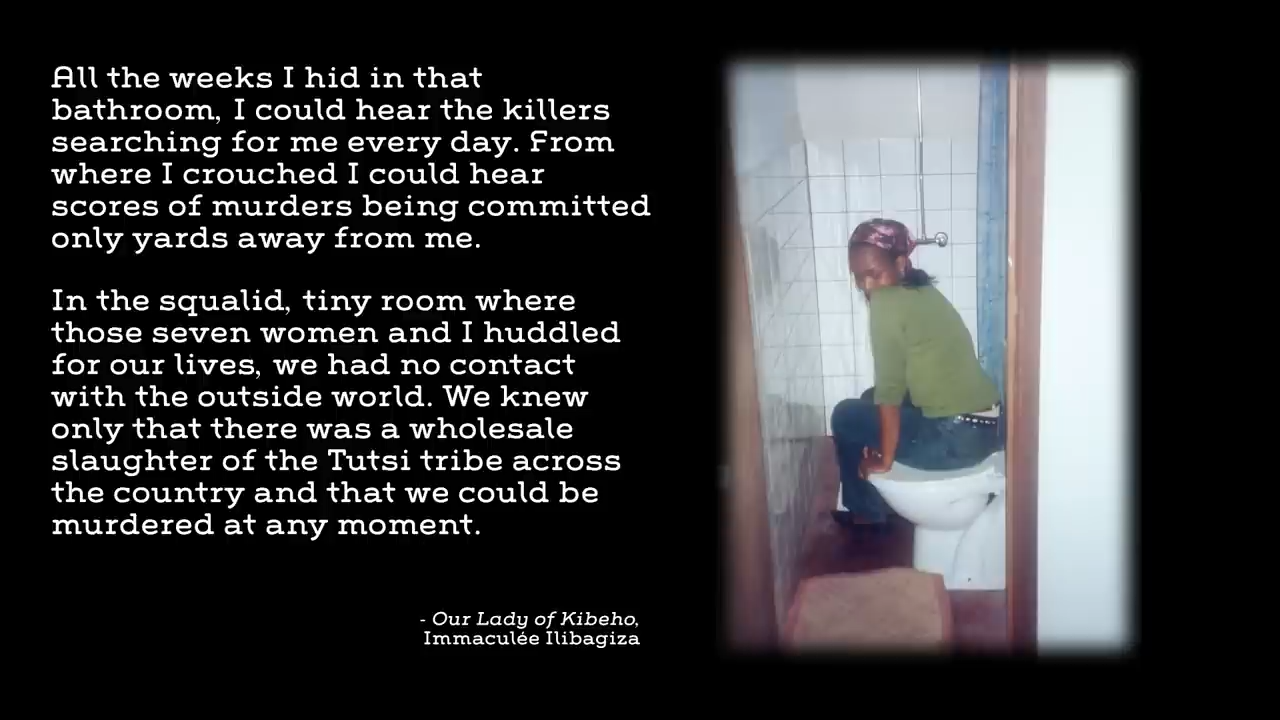 All the weeks I hid in that
bathroom, I could hear the killers
searching for me every day. From
where I crouched I could hear
scores of murders being committed
only yards away from me.
In the squalid, tiny room where
those seven women and I huddled
for our lives, we had no contact
with the outside world. We knew
only that there was a wholesale
slaughter of the Tutsi tribe across
the country and that we could be
murdered at any moment.
- Our Lady of Kibeho,
Immaculée Ilibagiza